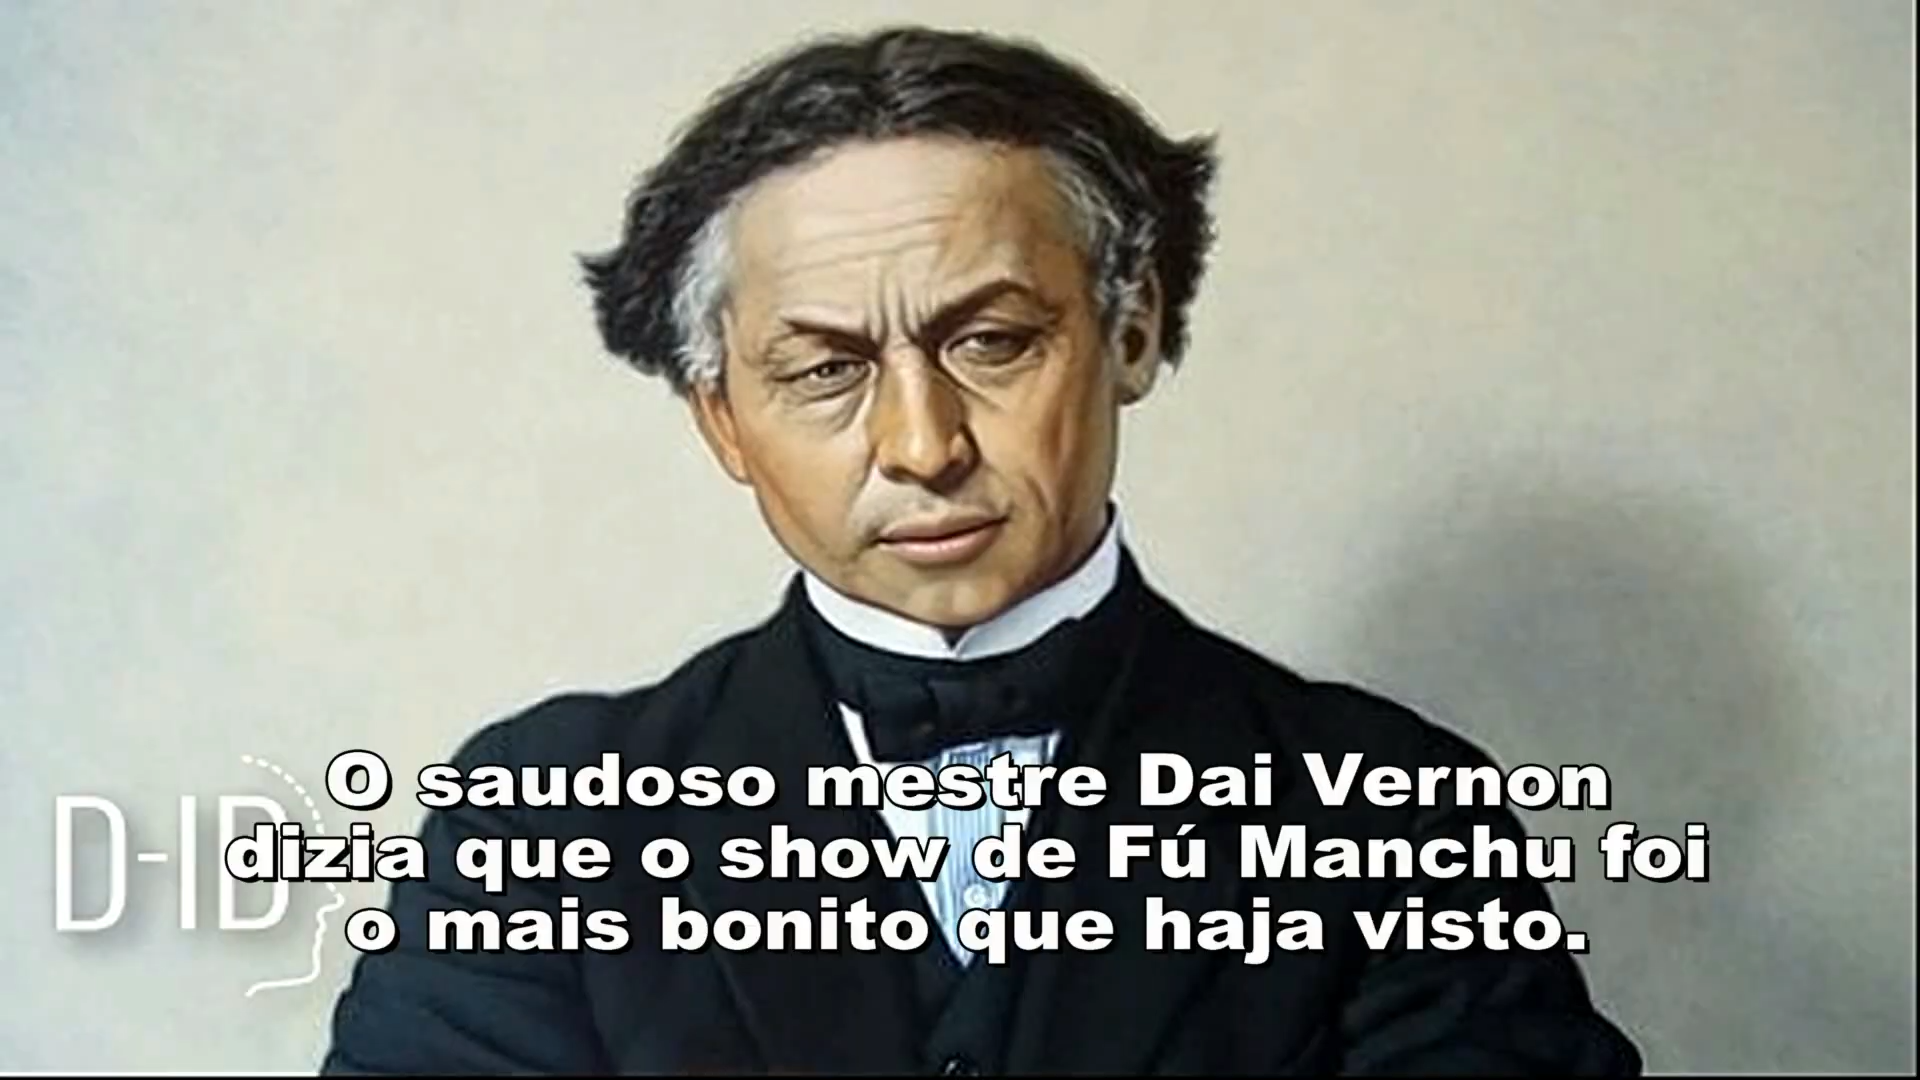 O saudoso mestre Dai Vernon
dizia que o show de Fú Manchu foi
o mais bonito que haja visto.
D-ID